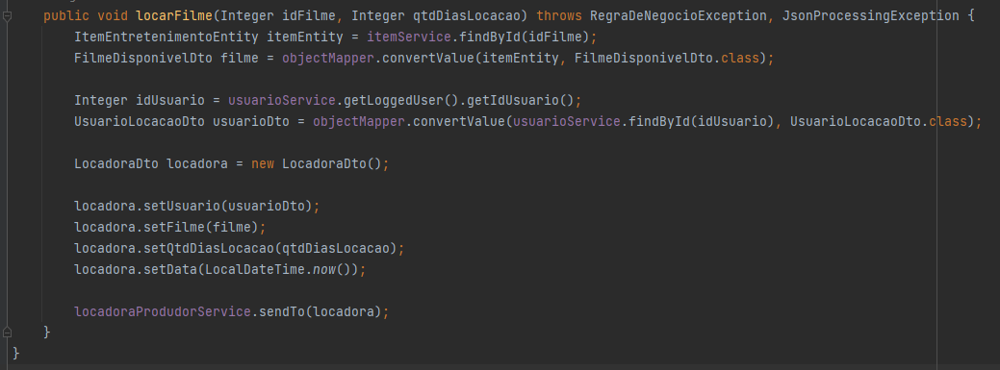 public void locarFilme(Integer idFilme, Integer qtdDiasLocacao) throws RegraDeNegocioException, JsonProcessingException {
    ItemEntretenimentoEntity itemEntity = itemService.findById(idFilme);
    FilmeDisponivelDto filme = objectMapper.convertValue(itemEntity, FilmeDisponivelDto.class);

    Integer idUsuario = usuarioService.getLoggedUser().getIdUsuario();
    UsuarioLocacaoDto usuarioDto = objectMapper.convertValue(usuarioService.findById(idUsuario), UsuarioLocacaoDto.class);

    LocadoraDto locadora = new LocadoraDto();

    locadora.setUsuario(usuarioDto);
    locadora.setFilme(filme);
    locadora.setQtdDiasLocacao(qtdDiasLocacao);
    locadora.setData(LocalDateTime.now());

    locadoraProdudorService.sendTo(locadora);
}
}